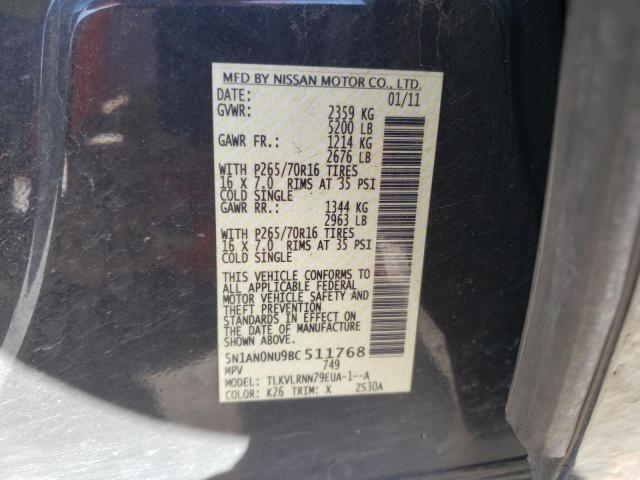 MFD BY NISSAN MOTOR CO., LTD.
DATE: 01/11
GVWR: 2359 KG
5200 LB
GAWR FR.: 1214 KG
2676 LB
WITH P265/70R16 TIRES
16 X 7.0 RIMS AT 35 PSI
COLD SINGLE
GAWR RR.: 1344 KG
2963 LB
WITH P265/70R16 TIRES
16 X 7.0 RIMS AT 35 PSI
COLD SINGLE
THIS VEHICLE CONFORMS TO
ALL APPLICABLE FEDERAL
MOTOR VEHICLE SAFETY AND
THEFT PREVENTION
STANDARDS IN EFFECT ON
THE DATE OF MANUFACTURE
SHOWN ABOVE.
5N1AN0NU9BC 511768
MPV 749
MODEL: TLKVLRNN79EUA-1--A
COLOR: K26 TRIM: X ZS30A